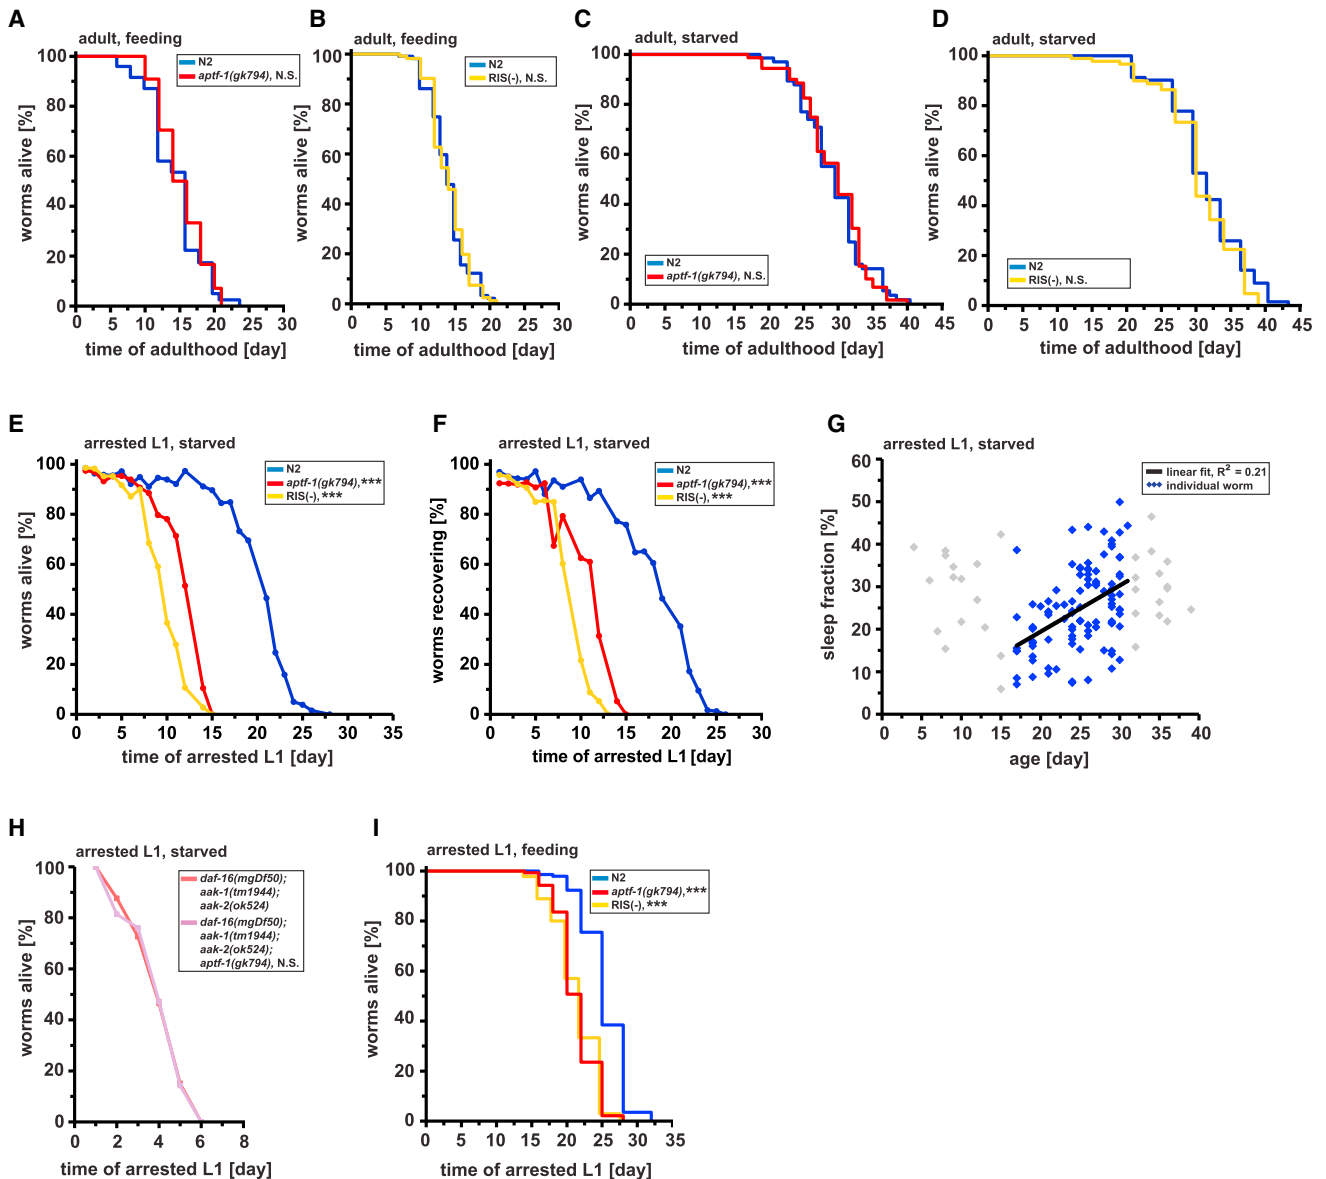 A
adult, feeding
worms alive [%]
100
80
60
40
20
0
0 5 10 15 20 25 30
time of adulthood [day]
N2
aptf-1(gk794), N.S.
B
adult, feeding
worms alive [%]
100
80
60
40
20
0
0 5 10 15 20 25 30
time of adulthood [day]
N2
RIS(-), N.S.
C
adult, starved
worms alive [%]
100
80
60
40
20
0
0 5 10 15 20 25 30 35 40 45
time of adulthood [day]
N2
aptf-1(gk794), N.S.
D
adult, starved
worms alive [%]
100
80
60
40
20
0
0 5 10 15 20 25 30 35 40 45
time of adulthood [day]
N2
RIS(-), N.S.
E
arrested L1, starved
worms alive [%]
100
80
60
40
20
0
0 5 10 15 20 25 30 35
time of arrested L1 [day]
N2
aptf-1(gk794),***
RIS(-), ***
F
arrested L1, starved
worms recovering [%]
100
80
60
40
20
0
0 5 10 15 20 25 30
time of arrested L1 [day]
N2
aptf-1(gk794),***
RIS(-), ***
G
arrested L1, starved
sleep fraction [%]
60
50
40
30
20
10
0
0 5 10 15 20 25 30 35 40
age [day]
linear fit, R² = 0.21
individual worm
H
arrested L1, starved
worms alive [%]
100
80
60
40
20
0
0 2 4 6 8
time of arrested L1 [day]
daf-16(mgDf50);
aak-1(tm1944);
aak-2(ok524)
daf-16(mgDf50);
aak-1(tm1944);
aak-2(ok524);
aptf-1(gk794), N.S.
I
arrested L1, feeding
worms alive [%]
100
80
60
40
20
0
0 5 10 15 20 25 30 35
time of arrested L1 [day]
N2
aptf-1(gk794),***
RIS(-), ***